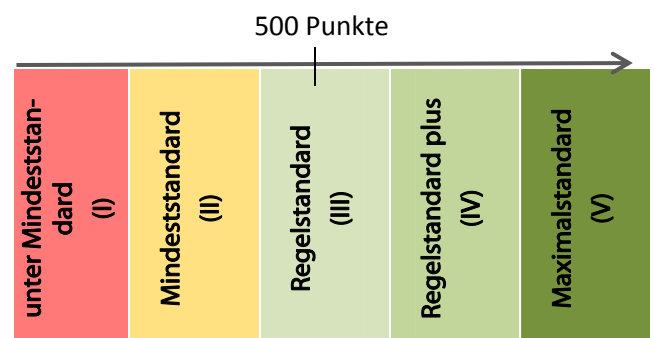 500 Punkte
unter Mindeststan-
dard
(I)
Mindeststandard
(II)
Regelstandard
(III)
Regelstandard plus
(IV)
Maximalstandard
(V)